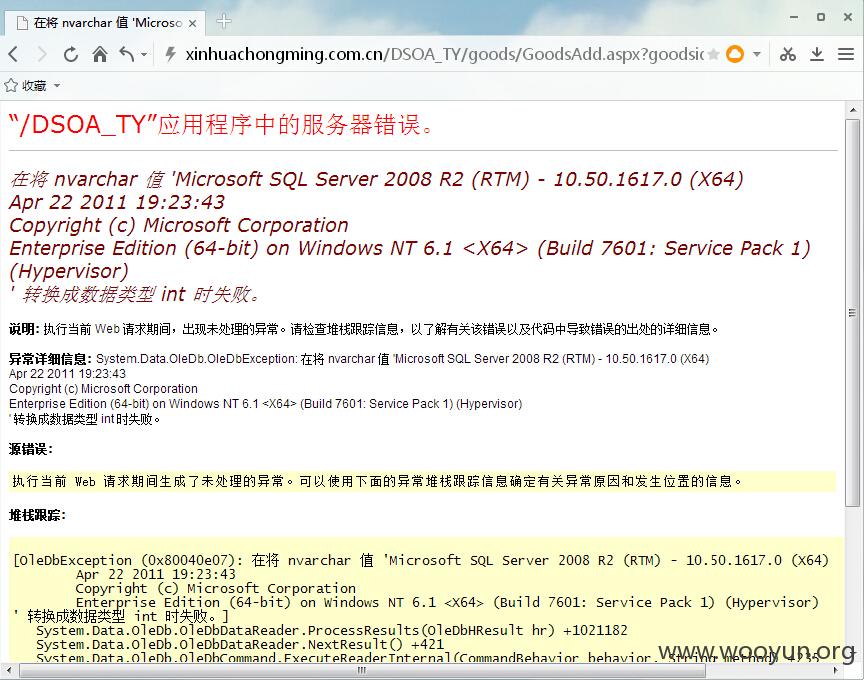 在将 nvarchar 值 'Microso
xinhuachongming.com.cn/DSOA_TY/goods/GoodsAdd.aspx?goodsid
收藏
“/DSOA_TY”应用程序中的服务器错误。
在将 nvarchar 值 'Microsoft SQL Server 2008 R2 (RTM) - 10.50.1617.0 (X64)
Apr 22 2011 19:23:43
Copyright (c) Microsoft Corporation
Enterprise Edition (64-bit) on Windows NT 6.1 <X64> (Build 7601: Service Pack 1)
(Hypervisor)
' 转换成数据类型 int 时失败。
说明: 执行当前 Web 请求期间，出现未处理的异常。请检查堆栈跟踪信息，以了解有关该错误以及代码中导致错误的出处的详细信息。
异常详细信息: System.Data.OleDb.OleDbException: 在将 nvarchar 值 'Microsoft SQL Server 2008 R2 (RTM) - 10.50.1617.0 (X64)
Apr 22 2011 19:23:43
Copyright (c) Microsoft Corporation
Enterprise Edition (64-bit) on Windows NT 6.1 <X64> (Build 7601: Service Pack 1) (Hypervisor)
' 转换成数据类型 int 时失败。
源错误:
执行当前 Web 请求期间生成了未处理的异常。可以使用下面的异常堆栈跟踪信息确定有关异常原因和发生位置的信息。
堆栈跟踪:
[OleDbException (0x80040e07): 在将 nvarchar 值 'Microsoft SQL Server 2008 R2 (RTM) - 10.50.1617.0 (X64)
Apr 22 2011 19:23:43
Copyright (c) Microsoft Corporation
Enterprise Edition (64-bit) on Windows NT 6.1 <X64> (Build 7601: Service Pack 1) (Hypervisor)
' 转换成数据类型 int 时失败。]
System.Data.OleDb.OleDbDataReader.ProcessResults(OleDbHResult hr) +1021182
System.Data.OleDb.OleDbDataReader.NextResult() +421
System.Data.OleDb.OleDbCommand.ExecuteReaderInternal(CommandBehavior behavior, String method) +235
www.wooyun.org